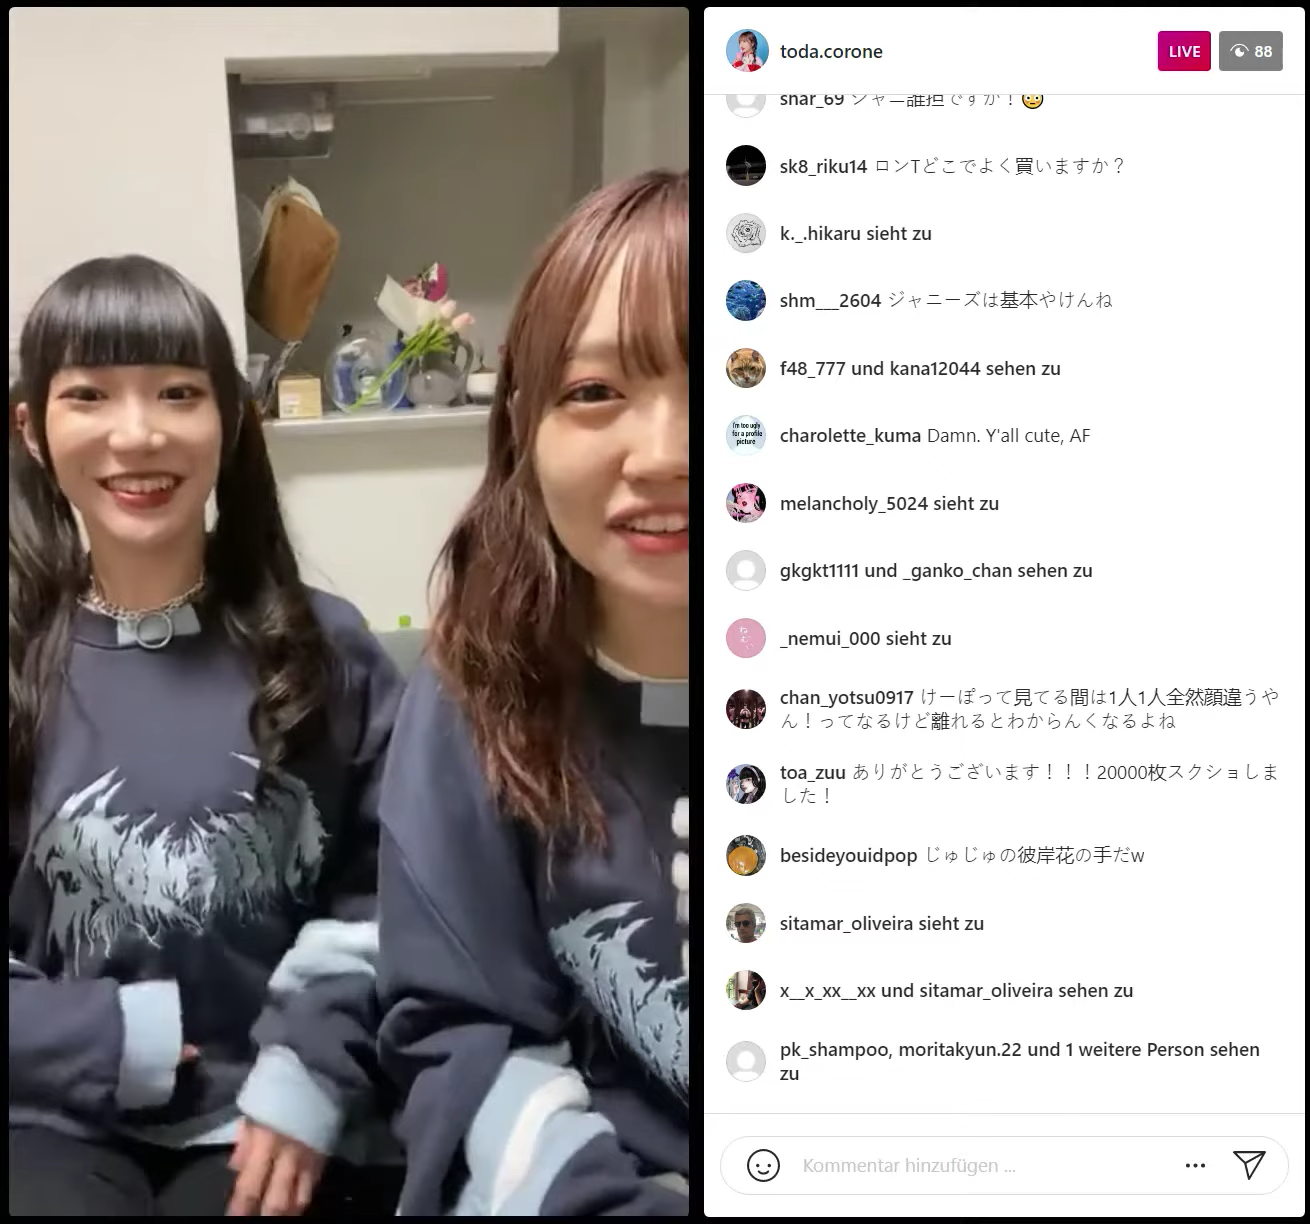 toda.corone
LIVE
88
shar_69 ジャニ誰担ですか！😳
sk8_riku14 ロンTどこでよく買いますか？
k._.hikaru sieht zu
shm___2604 ジャニーズは基本やけんね
f48_777 und kana12044 sehen zu
I'm too ugly
for a profile
picture
charolette_kuma Damn. Y'all cute, AF
melancholy_5024 sieht zu
gkgkt1111 und _ganko_chan sehen zu
_nemui_000 sieht zu
chan_yotsu0917 けーぽって見てる間は1人1人全然顔違うや
ん！ってなるけど離れるとわからんくなるよね
toa_zuu ありがとうございます！！！20000枚スクショしま
した！
besideyouidpop じゅじゅの彼岸花の手だw
sitamar_oliveira sieht zu
x__x_xx__xx und sitamar_oliveira sehen zu
pk_shampoo, moritakyun.22 und 1 weitere Person sehen
zu
Kommentar hinzufügen ...